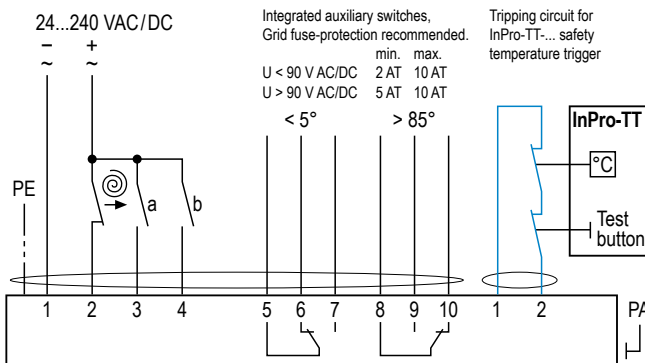 24...240 VAC/DC
– +
~ ~
Integrated auxiliary switches,
Grid fuse-protection recommended.
min. max.
U < 90 V AC/DC 2 AT 10 AT
U > 90 V AC/DC 5 AT 10 AT
< 5° > 85°
Tripping circuit for
InPro-TT-... safety
temperature trigger
InPro-TT
°C
Test
button
PE
a
b
1 2 3 4 5 6 7 8 9 10 1 2
PA